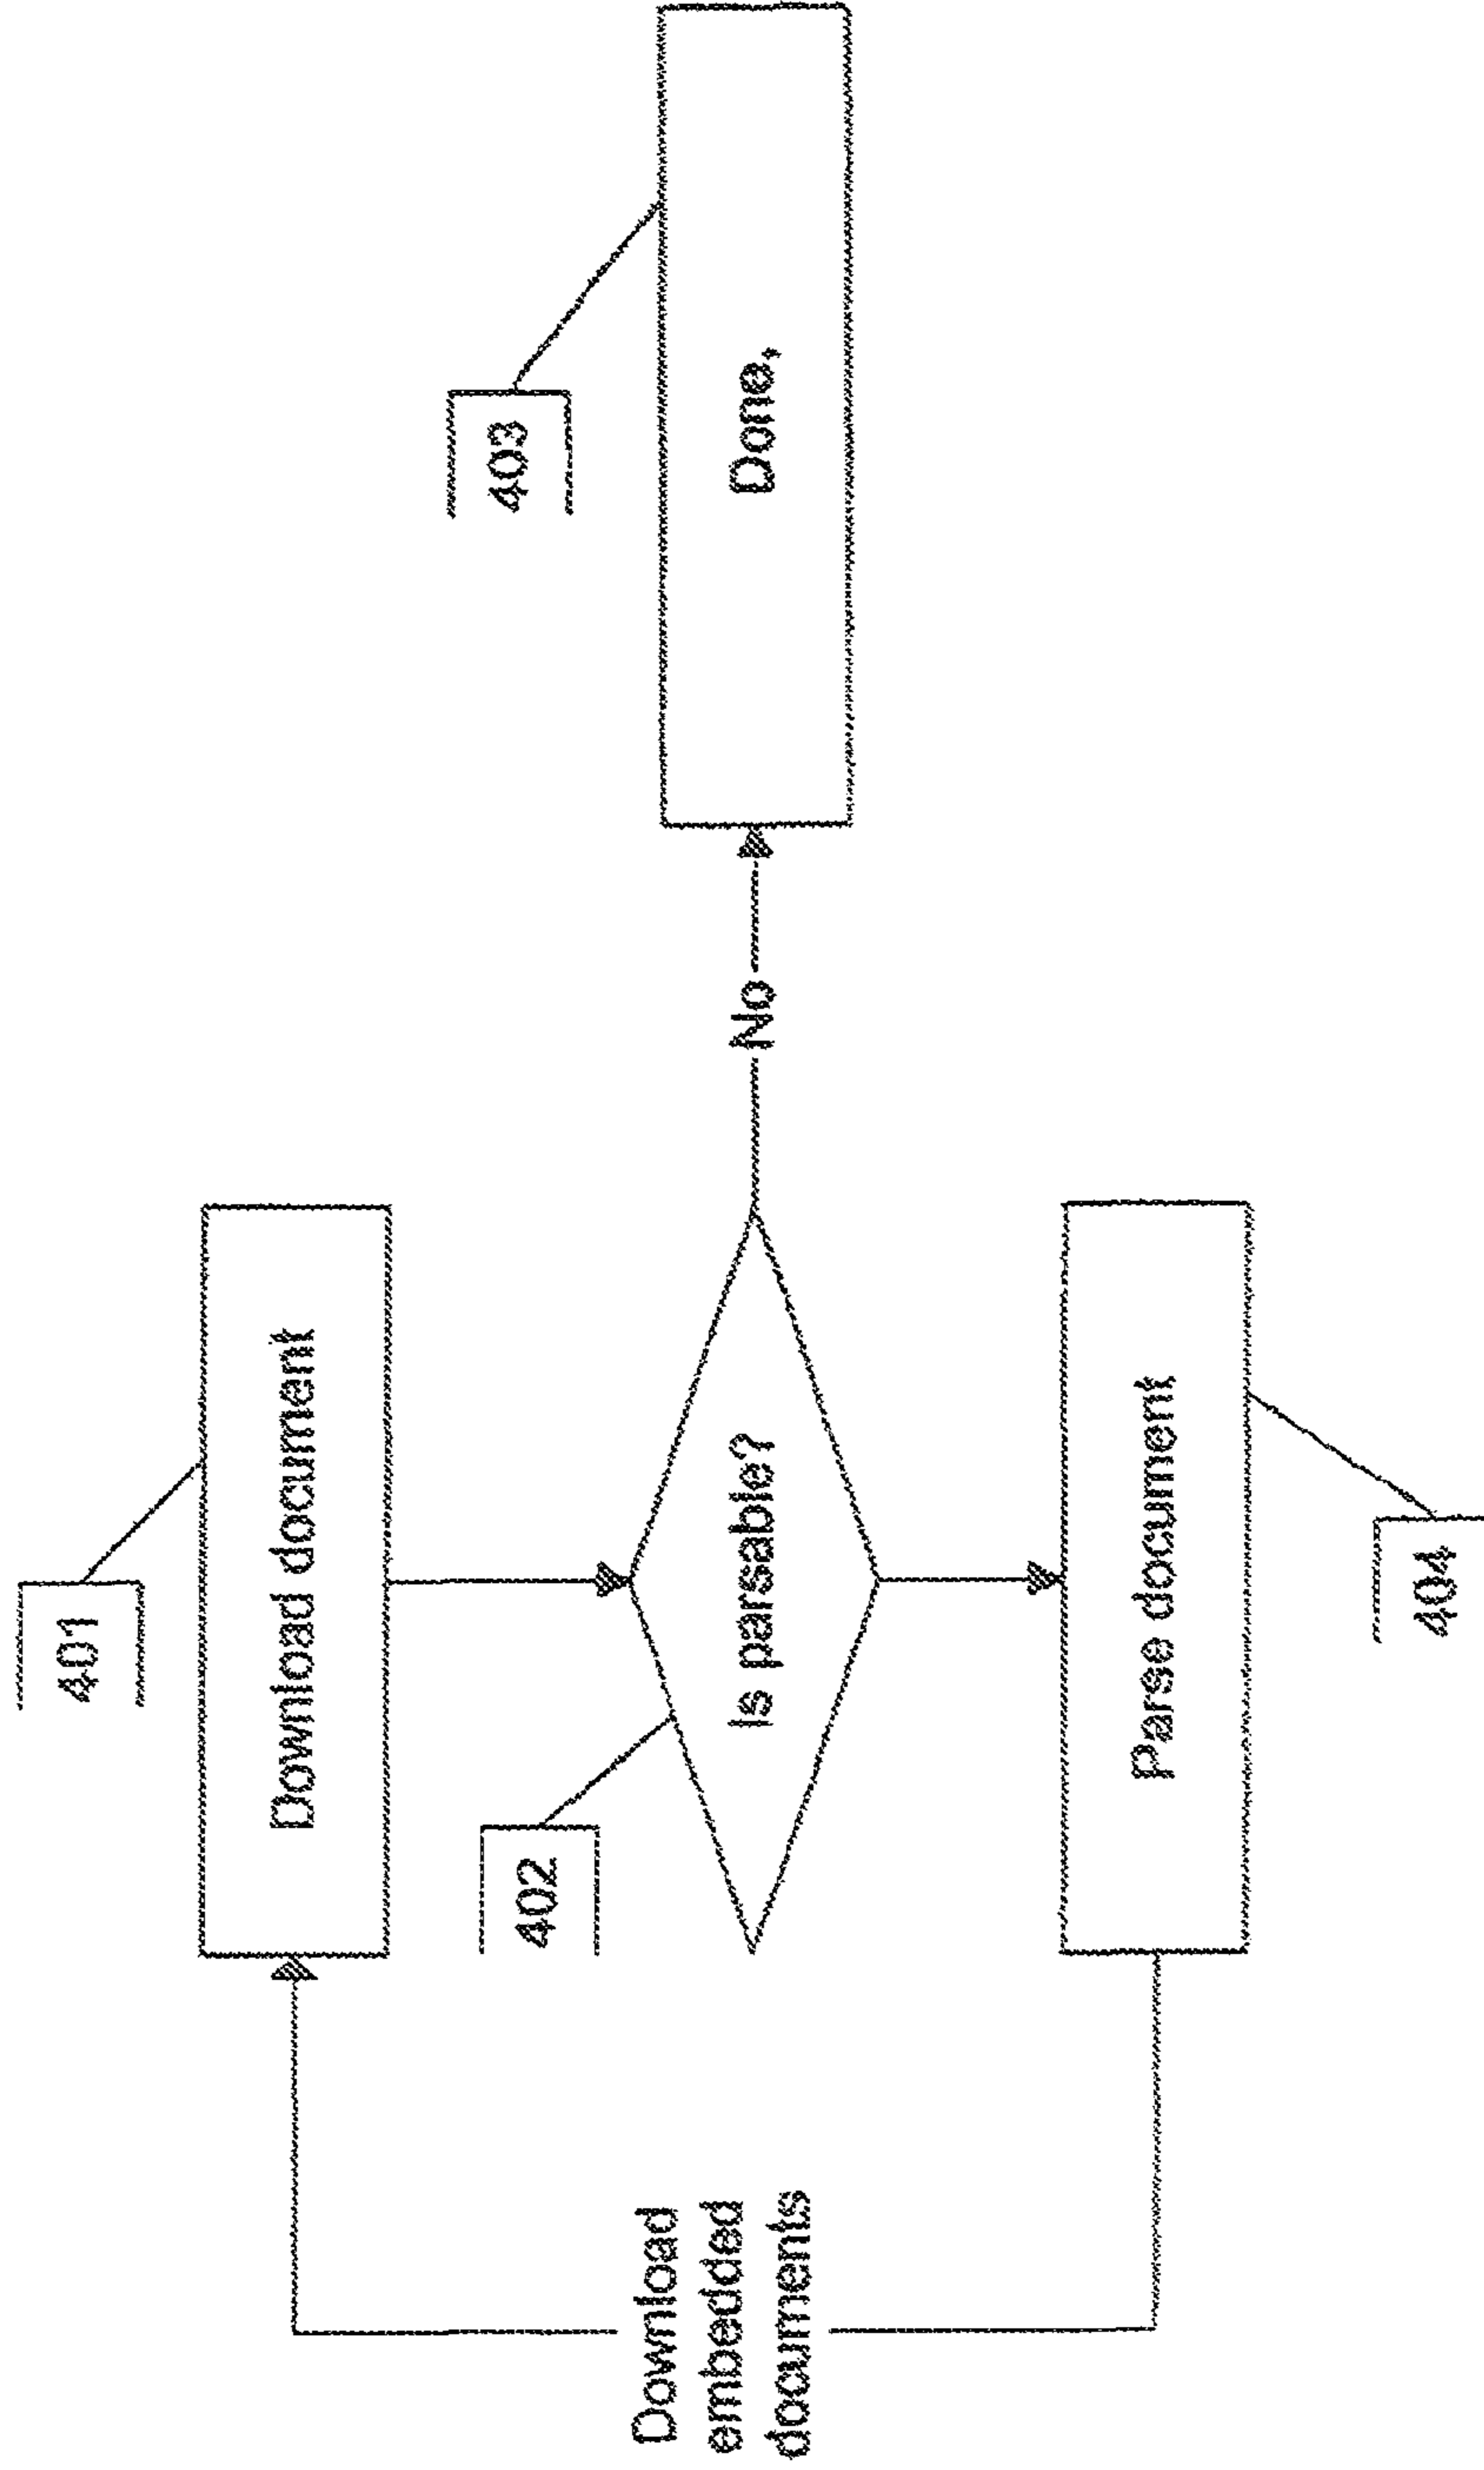 401
Download document
402
Is parsable?
No
403
Done,
Download
embedded
documents
Parse document
404